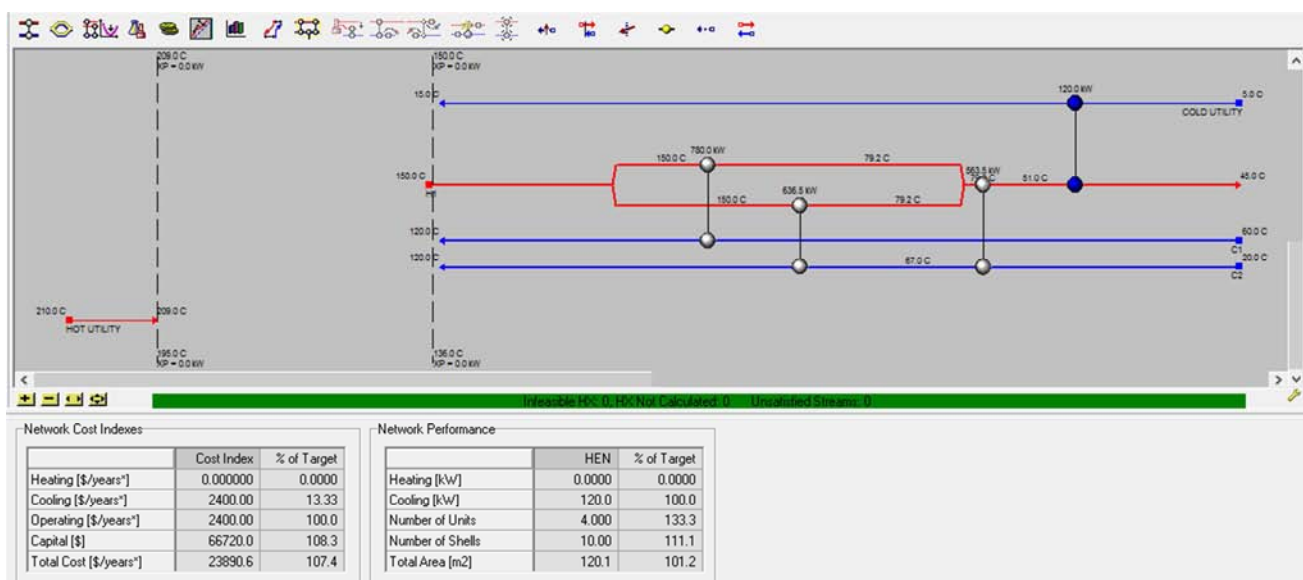 209.0 C
XP = 0.0 kW
150.0 C
XP = 0.0 kW
15.0 C
120.0 kW
5.0 C
COLD UTILITY
780.0 kW
150.0 C
79.2 C
563.5 kW
150.0 C
H1
51.0 C
45.0 C
636.5 kW
150.0 C
79.2 C
120.0 C
60.0 C
C1
120.0 C
67.0 C
20.0 C
C2
210.0 C
209.0 C
HOT UTILITY
195.0 C
XP = 0.0 kW
136.0 C
XP = 0.0 kW
Infeasible HX: 0, HX Not Calculated: 0 Unsatisfied Streams: 0
Network Cost Indexes
Cost Index % of Target
Heating [$/years*] 0.000000 0.0000
Cooling [$/years*] 2400.00 13.33
Operating [$/years*] 2400.00 100.0
Capital [$] 66720.0 108.3
Total Cost [$/years*] 23890.6 107.4
Network Performance
HEN % of Target
Heating [kW] 0.0000 0.0000
Cooling [kW] 120.0 100.0
Number of Units 4.000 133.3
Number of Shells 10.00 111.1
Total Area [m2] 120.1 101.2